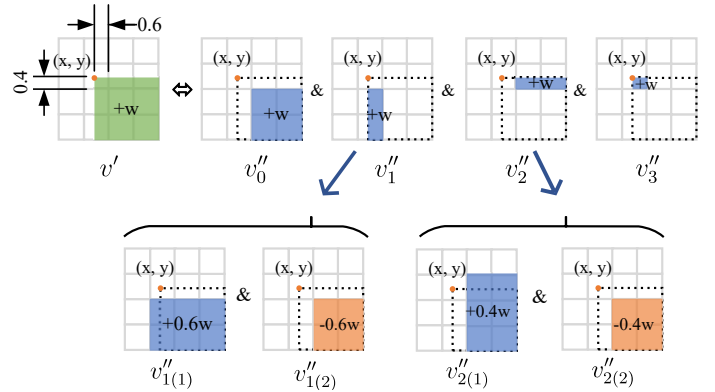 0.6
(x, y) (x, y) (x, y) (x, y) (x, y)
0.4
+w ⇔ +w & +w & +w & +w
v′ v″₀ v″₁ v″₂ v″₃
(x, y) (x, y) (x, y) (x, y)
+0.6w & -0.6w +0.4w & -0.4w
v″₁₍₁₎ v″₁₍₂₎ v″₂₍₁₎ v″₂₍₂₎